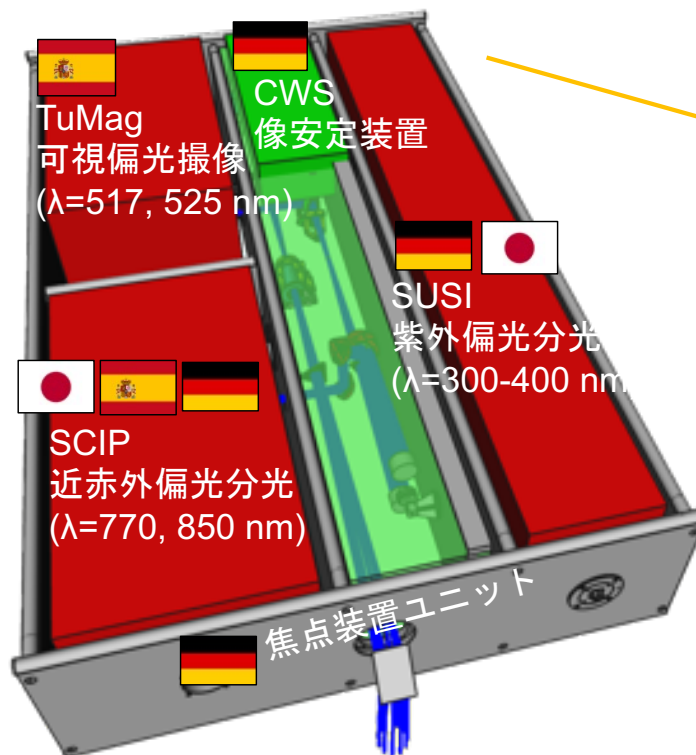 TuMag
可視偏光撮像
(λ=517, 525 nm)
CWS
像安定装置
SUSI
紫外偏光分光
(λ=300-400 nm
SCIP
近赤外偏光分光
(λ=770, 850 nm)
焦点装置ユニット